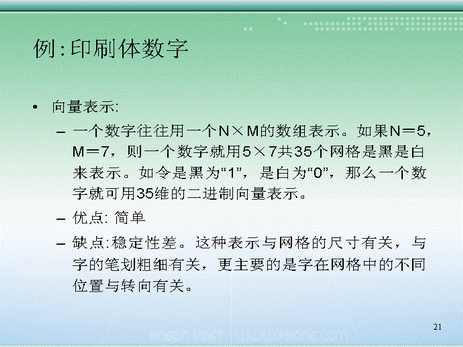 例:印刷体数字
• 向量表示:
– 一个数字往往用一个N×M的数组表示。如果N＝5，
M＝7，则一个数字就用5×7共35个网格是黑是白
来表示。如令是黑为“1”，是白为“0”，那么一个数
字就可用35维的二进制向量表示。
– 优点: 简单
– 缺点:稳定性差。这种表示与网格的尺寸有关，与
字的笔划粗细有关，更主要的是字在网格中的不同
位置与转向有关。
21